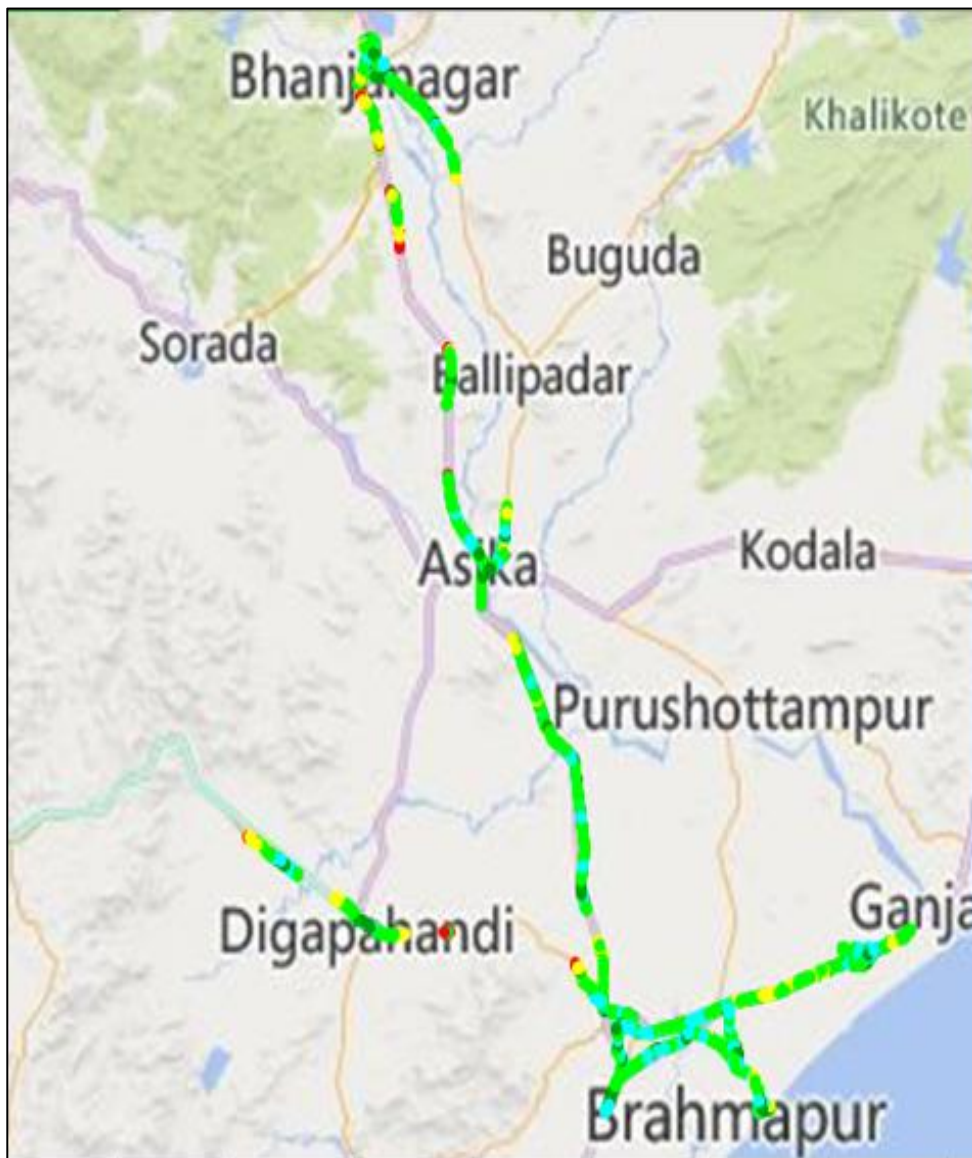 Bhanjanagar
Khalikote
Buguda
Sorada
Ballipadar
Asika
Kodala
Purushottampur
Ganja
Digapahandi
Brahmapur